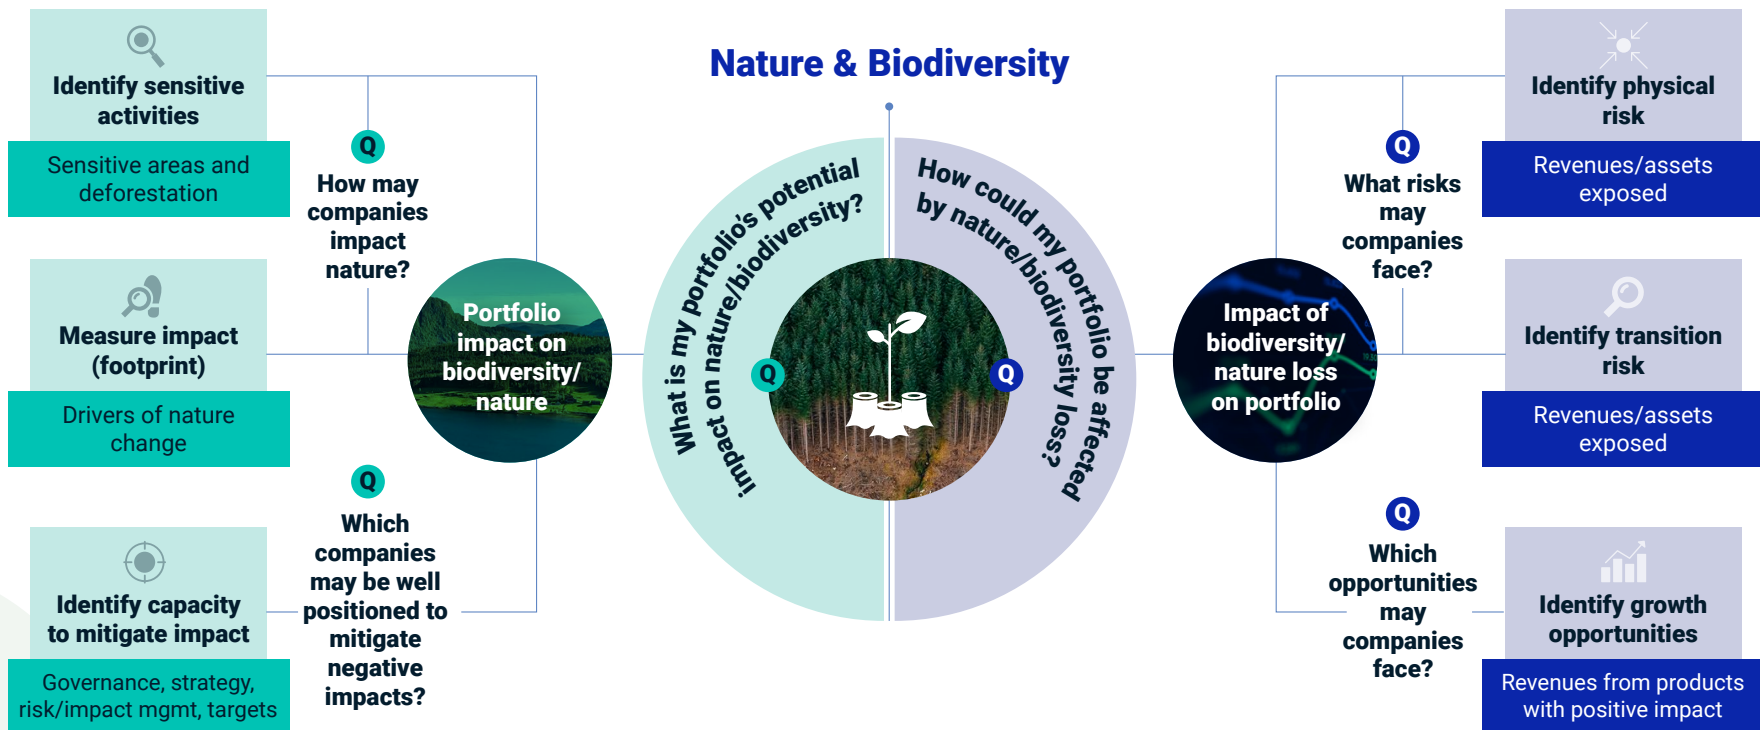 Nature & Biodiversity
Identify sensitive
activities
Sensitive areas and
deforestation
Measure impact
(footprint)
Drivers of nature
change
Identify capacity
to mitigate impact
Governance, strategy,
risk/impact mgmt, targets
Q
How may
companies
impact
nature?
Q
Which
companies
may be well
positioned to
mitigate
negative
impacts?
Portfolio
impact on
biodiversity/
nature
What is my portfolio's potential
impact on nature/biodiversity?
Q
How could my portfolio be affected
by nature/biodiversity loss?
Q
Impact of
biodiversity/
nature loss
on portfolio
Q
What risks
may
companies
face?
Q
Which
opportunities
may
companies
face?
Identify physical
risk
Revenues/assets
exposed
Identify transition
risk
Revenues/assets
exposed
Identify growth
opportunities
Revenues from products
with positive impact